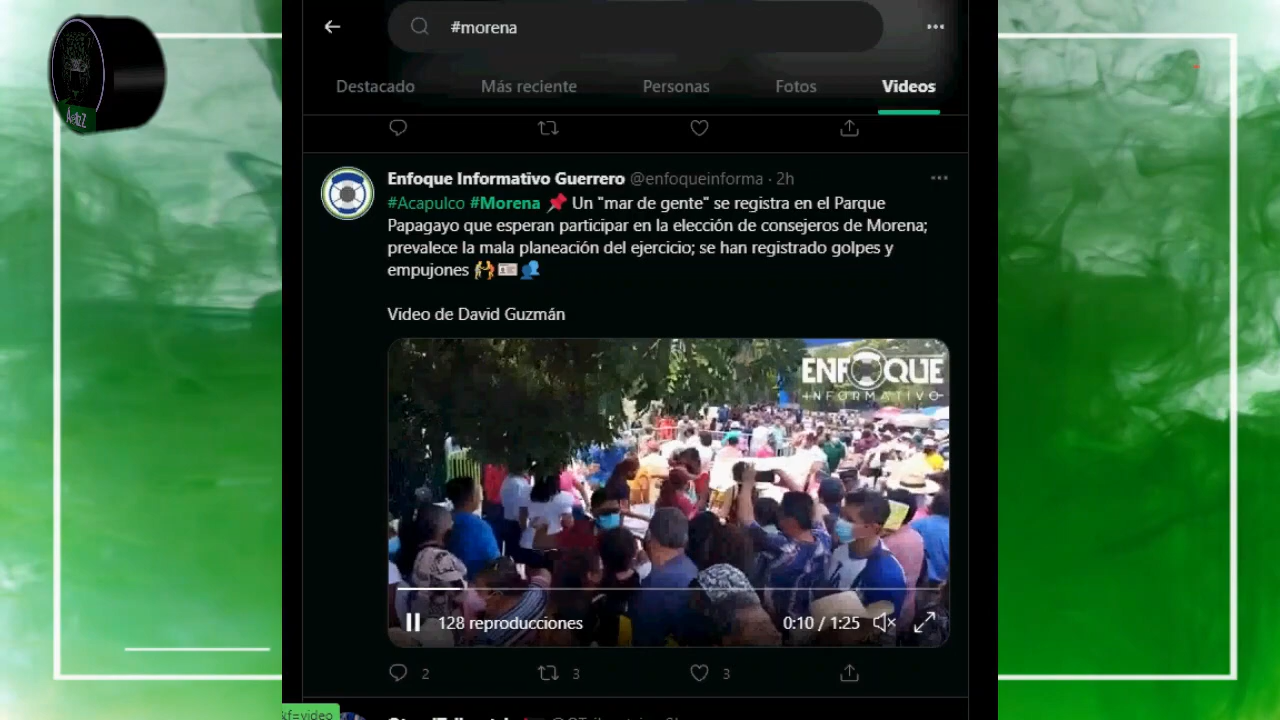 #morena
Destacado Más reciente Personas Fotos Videos
Enfoque Informativo Guerrero @enfoqueinforma · 2h
#Acapulco #Morena 📌 Un "mar de gente" se registra en el Parque
Papagayo que esperan participar en la elección de consejeros de Morena;
prevalece la mala planeación del ejercicio; se han registrado golpes y
empujones
Video de David Guzmán
ENFOQUE
INFORMATIVO
128 reproducciones 0:10 / 1:25
2 3 3
kf=video